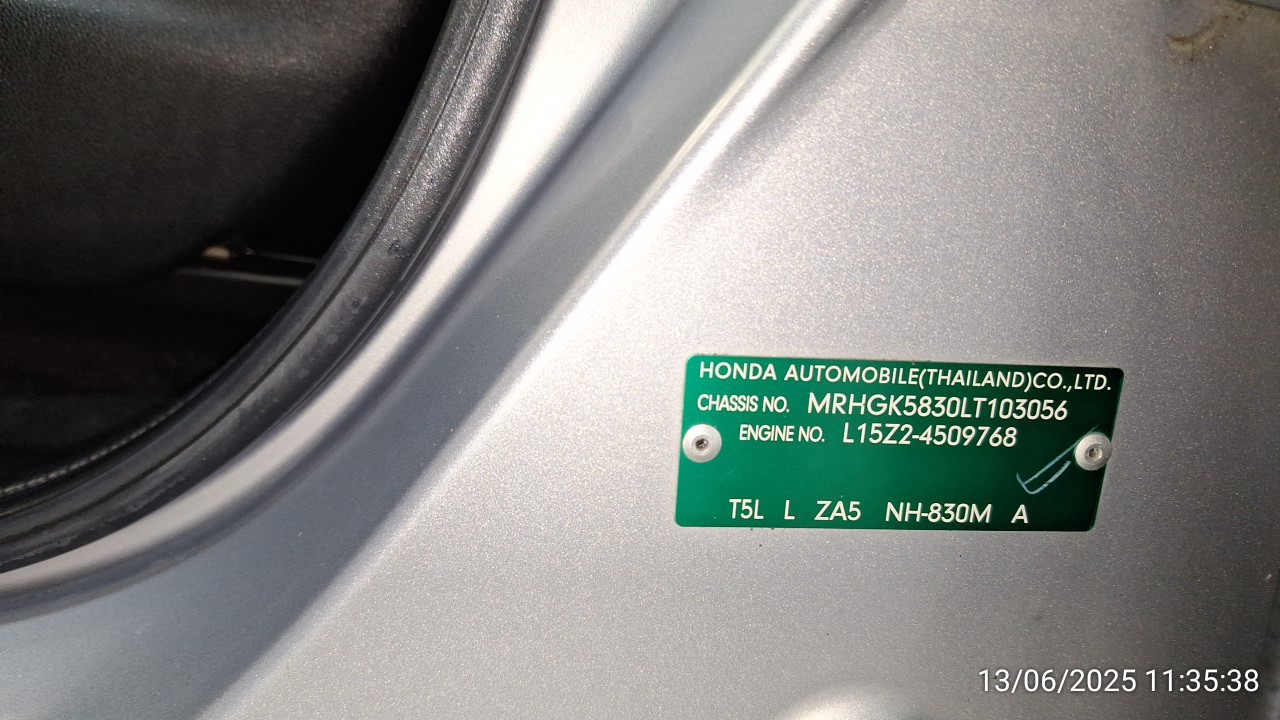 HONDA AUTOMOBILE(THAILAND)CO.,LTD.
CHASSIS NO. MRHGK5830LT103056
ENGINE NO. L15Z2-4509768
T5L L ZA5 NH-830M A
13/06/2025 11:35:38